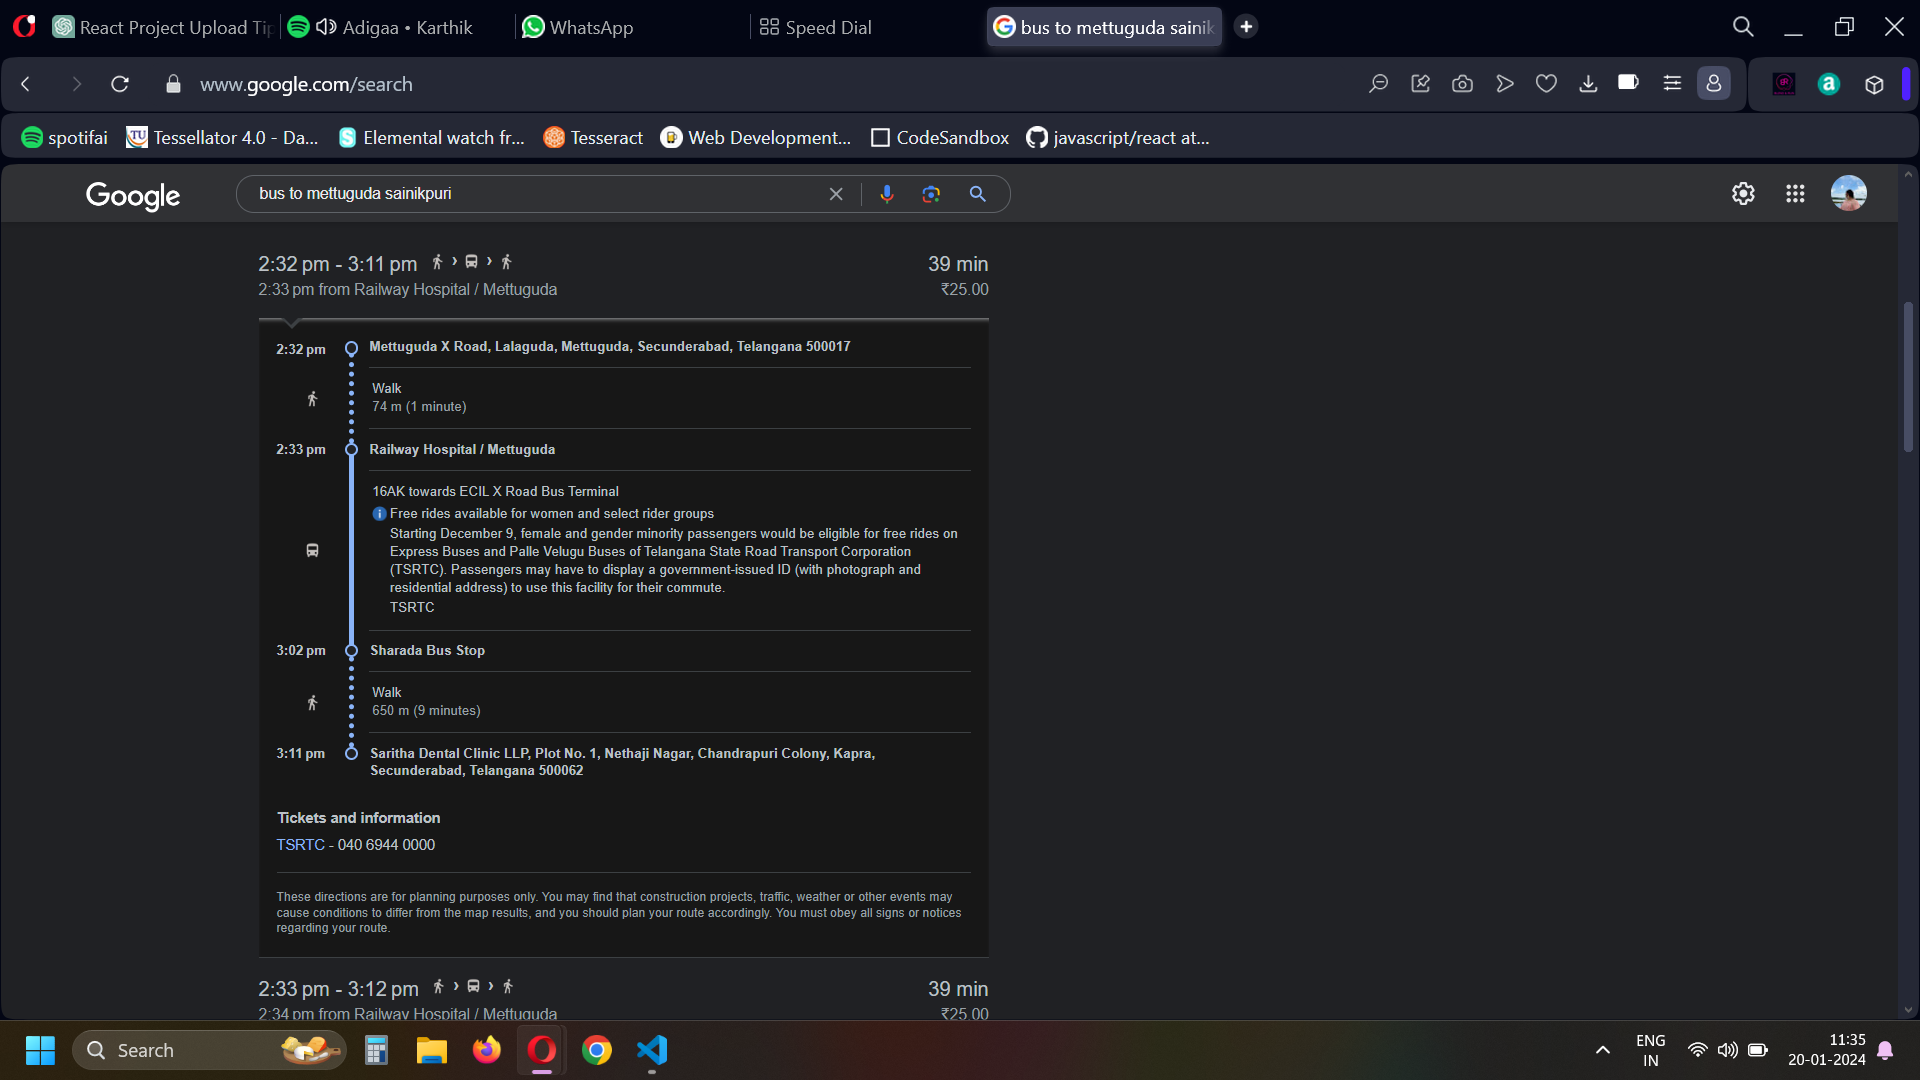 React Project Upload Tip
Adigaa • Karthik
WhatsApp
Speed Dial
bus to mettuguda sainik
www.google.com/search
spotifai
TU
Tessellator 4.0 - Da...
Elemental watch fr...
Tesseract
Web Development...
CodeSandbox
javascript/react at...
Google
bus to mettuguda sainikpuri
2:32 pm - 3:11 pm
39 min
2:33 pm from Railway Hospital / Mettuguda
₹25.00
2:32 pm
Mettuguda X Road, Lalaguda, Mettuguda, Secunderabad, Telangana 500017
Walk
74 m (1 minute)
2:33 pm
Railway Hospital / Mettuguda
16AK towards ECIL X Road Bus Terminal
Free rides available for women and select rider groups
Starting December 9, female and gender minority passengers would be eligible for free rides on
Express Buses and Palle Velugu Buses of Telangana State Road Transport Corporation
(TSRTC). Passengers may have to display a government-issued ID (with photograph and
residential address) to use this facility for their commute.
TSRTC
3:02 pm
Sharada Bus Stop
Walk
650 m (9 minutes)
3:11 pm
Saritha Dental Clinic LLP, Plot No. 1, Nethaji Nagar, Chandrapuri Colony, Kapra,
Secunderabad, Telangana 500062
Tickets and information
TSRTC - 040 6944 0000
These directions are for planning purposes only. You may find that construction projects, traffic, weather or other events may
cause conditions to differ from the map results, and you should plan your route accordingly. You must obey all signs or notices
regarding your route.
2:33 pm - 3:12 pm
39 min
2:34 pm from Railway Hospital / Mettuguda
₹25.00
Search
ENG
IN
11:35
20-01-2024